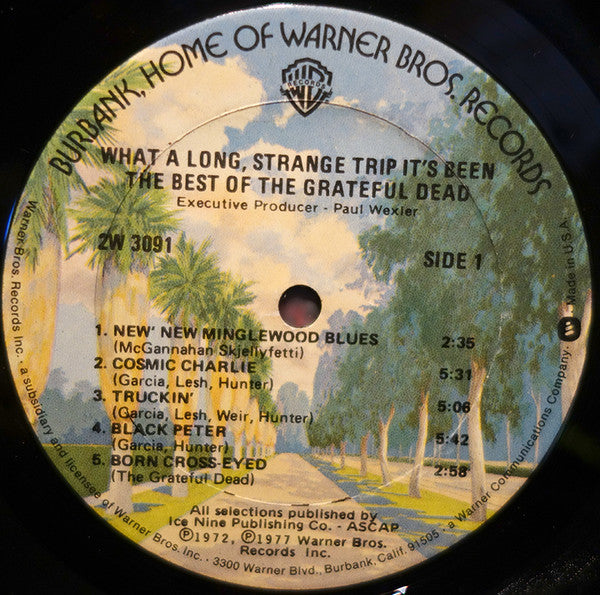 BURBANK, HOME OF WARNER BROS. RECORDS
RECORDS
WHAT A LONG, STRANGE TRIP IT'S BEEN
THE BEST OF THE GRATEFUL DEAD
Executive Producer - Paul Wexler
2W 3091
SIDE 1
1. NEW' NEW MINGLEWOOD BLUES 2:35
(McGannahan Skjellyfetti)
2. COSMIC CHARLIE 5:31
(Garcia, Lesh, Hunter)
3. TRUCKIN' 5:06
(Garcia, Lesh, Weir, Hunter)
4. BLACK PETER 5:42
(Garcia, Hunter)
5. BORN CROSS-EYED 2:58
(The Grateful Dead)
All selections published by
Ice Nine Publishing Co. - ASCAP
Ⓟ1972, Ⓟ1977 Warner Bros.
Records Inc.
Warner Bros. Records Inc. · a subsidiary and licensee of Warner Bros. Inc. · 3300 Warner Blvd., Burbank, Calif. 91505 · a Warner Communications Company · Made in U.S.A.